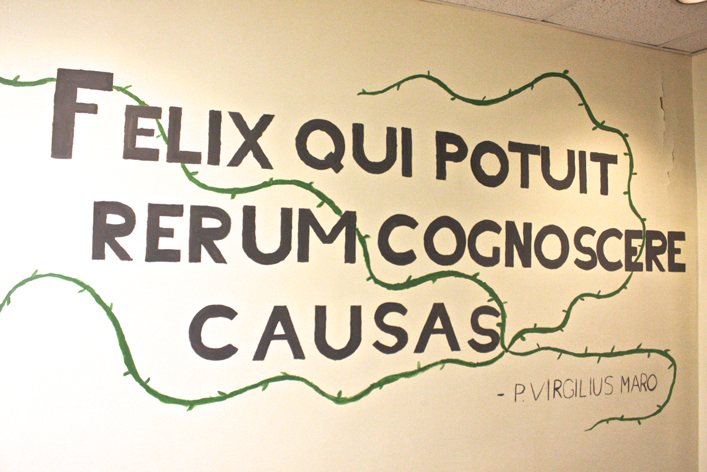 FELIX QUI POTUIT
RERUM COGNOSCERE
CAUSAS
- P. VIRGILIUS MARO